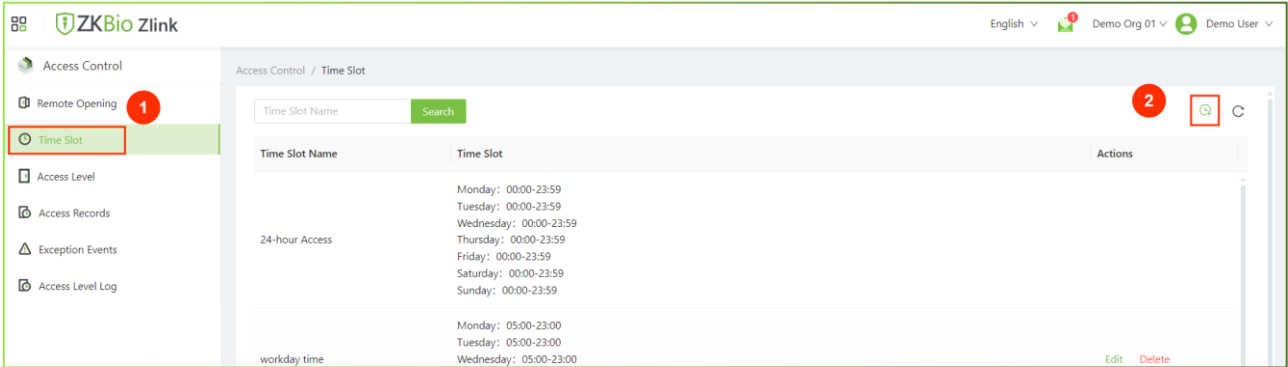 ZKBio Zlink
English
1
Demo Org 01
Demo User
Access Control
Access Control / Time Slot
Remote Opening
1
Time Slot Name
Search
2
Time Slot
Time Slot Name
Time Slot
Actions
Access Level
Access Records
Exception Events
Access Level Log
24-hour Access
Monday: 00:00-23:59
Tuesday: 00:00-23:59
Wednesday: 00:00-23:59
Thursday: 00:00-23:59
Friday: 00:00-23:59
Saturday: 00:00-23:59
Sunday: 00:00-23:59
workday time
Monday: 05:00-23:00
Tuesday: 05:00-23:00
Wednesday: 05:00-23:00
Edit Delete